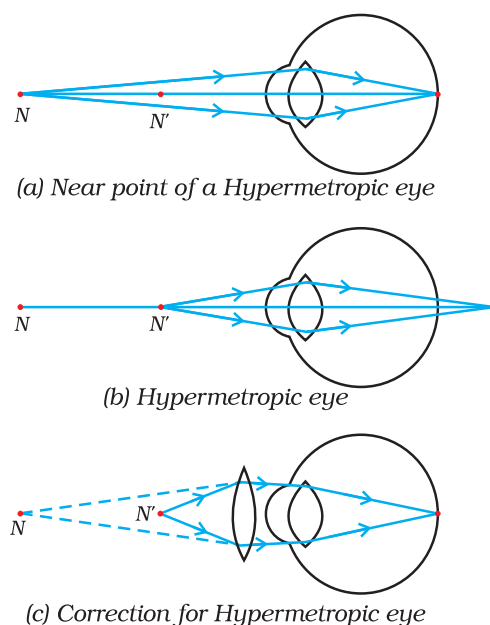 N
N′
(a) Near point of a Hypermetropic eye
N
N′
(b) Hypermetropic eye
N
N′
(c) Correction for Hypermetropic eye